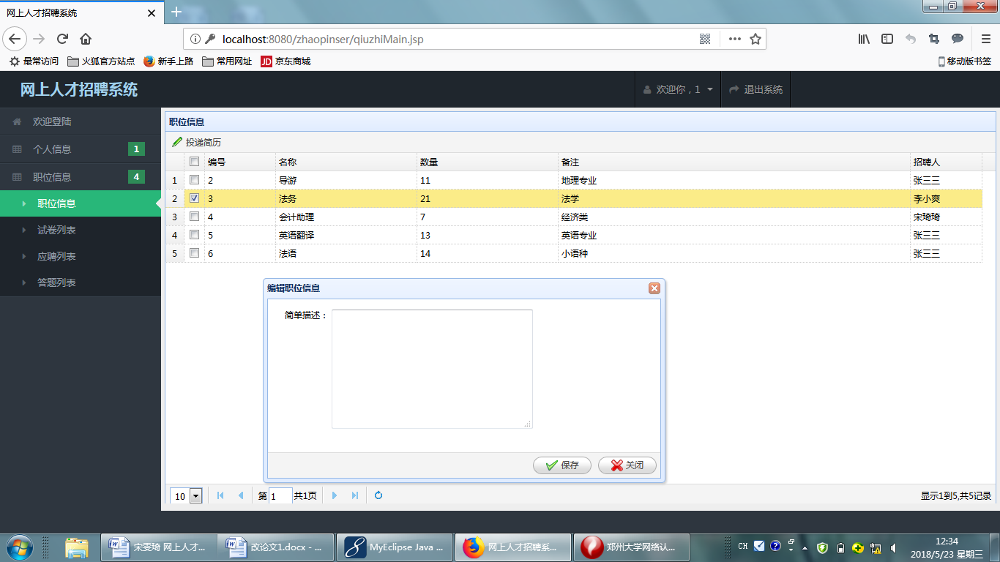 网上人才招聘系统
localhost:8080/zhaopinser/qiuzhiMain.jsp
最常访问 火狐官方站点 新手上路 常用网址 JD 京东商城 移动版书签
网上人才招聘系统 欢迎你，1 退出系统
欢迎登陆
个人信息 1
职位信息 4
职位信息
试卷列表
应聘列表
答题列表
职位信息
投递简历
编号 名称 数量 备注 招聘人
1 2 导游 11 地理专业 张三三
2 3 法务 21 法学 李小爽
3 4 会计助理 7 经济类 宋琦琦
4 5 英语翻译 13 英语专业 张三三
5 6 法语 14 小语种 张三三
编辑职位信息
简单描述：
保存 关闭
10 第 1 共1页 显示1到5,共5记录
宋雯琦 网上人才... 改论文1.docx - ... MyEclipse Java ... 网上人才招聘系... 郑州大学网络认... CH 12:34
2018/5/23 星期三